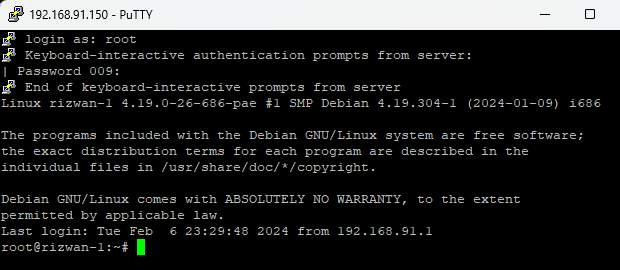 192.168.91.150 - PuTTY
login as: root
Keyboard-interactive authentication prompts from server:
| Password 009:
End of keyboard-interactive prompts from server
Linux rizwan-1 4.19.0-26-686-pae #1 SMP Debian 4.19.304-1 (2024-01-09) i686
The programs included with the Debian GNU/Linux system are free software;
the exact distribution terms for each program are described in the
individual files in /usr/share/doc/*/copyright.
Debian GNU/Linux comes with ABSOLUTELY NO WARRANTY, to the extent
permitted by applicable law.
Last login: Tue Feb  6 23:29:48 2024 from 192.168.91.1
root@rizwan-1:~#